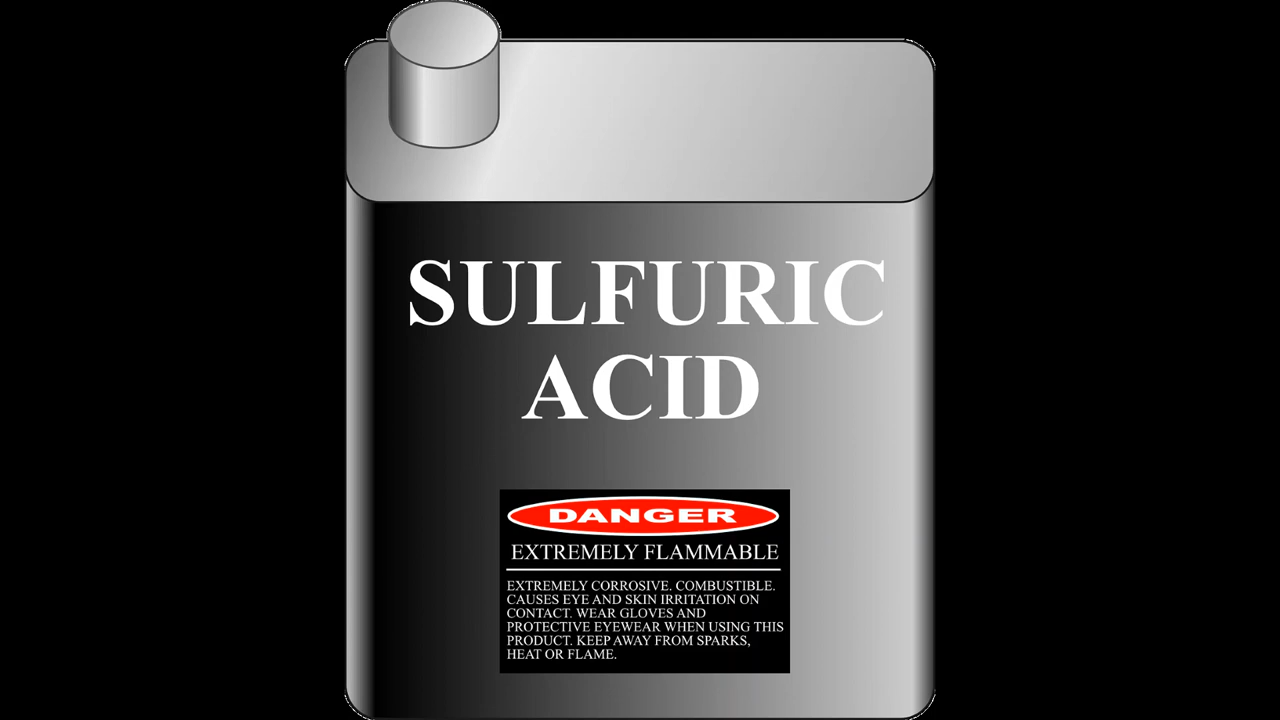 SULFURIC
ACID
DANGER
EXTREMELY FLAMMABLE
EXTREMELY CORROSIVE. COMBUSTIBLE.
CAUSES EYE AND SKIN IRRITATION ON
CONTACT. WEAR GLOVES AND
PROTECTIVE EYEWEAR WHEN USING THIS
PRODUCT. KEEP AWAY FROM SPARKS,
HEAT OR FLAME.